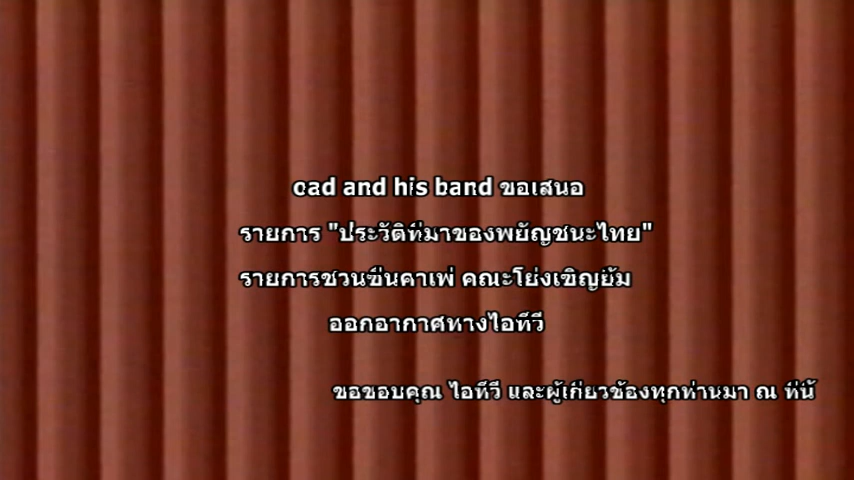 oad and his band ขอเสนอ
รายการ "ประวัติที่มาของพยัญชนะไทย"
รายการชวนชื่นคาเฟ่ คณะโย่งเชิญยิ้ม
ออกอากาศทางไอทีวี
ขอขอบคุณ ไอทีวี และผู้เกี่ยวข้องทุกท่านมา ณ ที่นี้